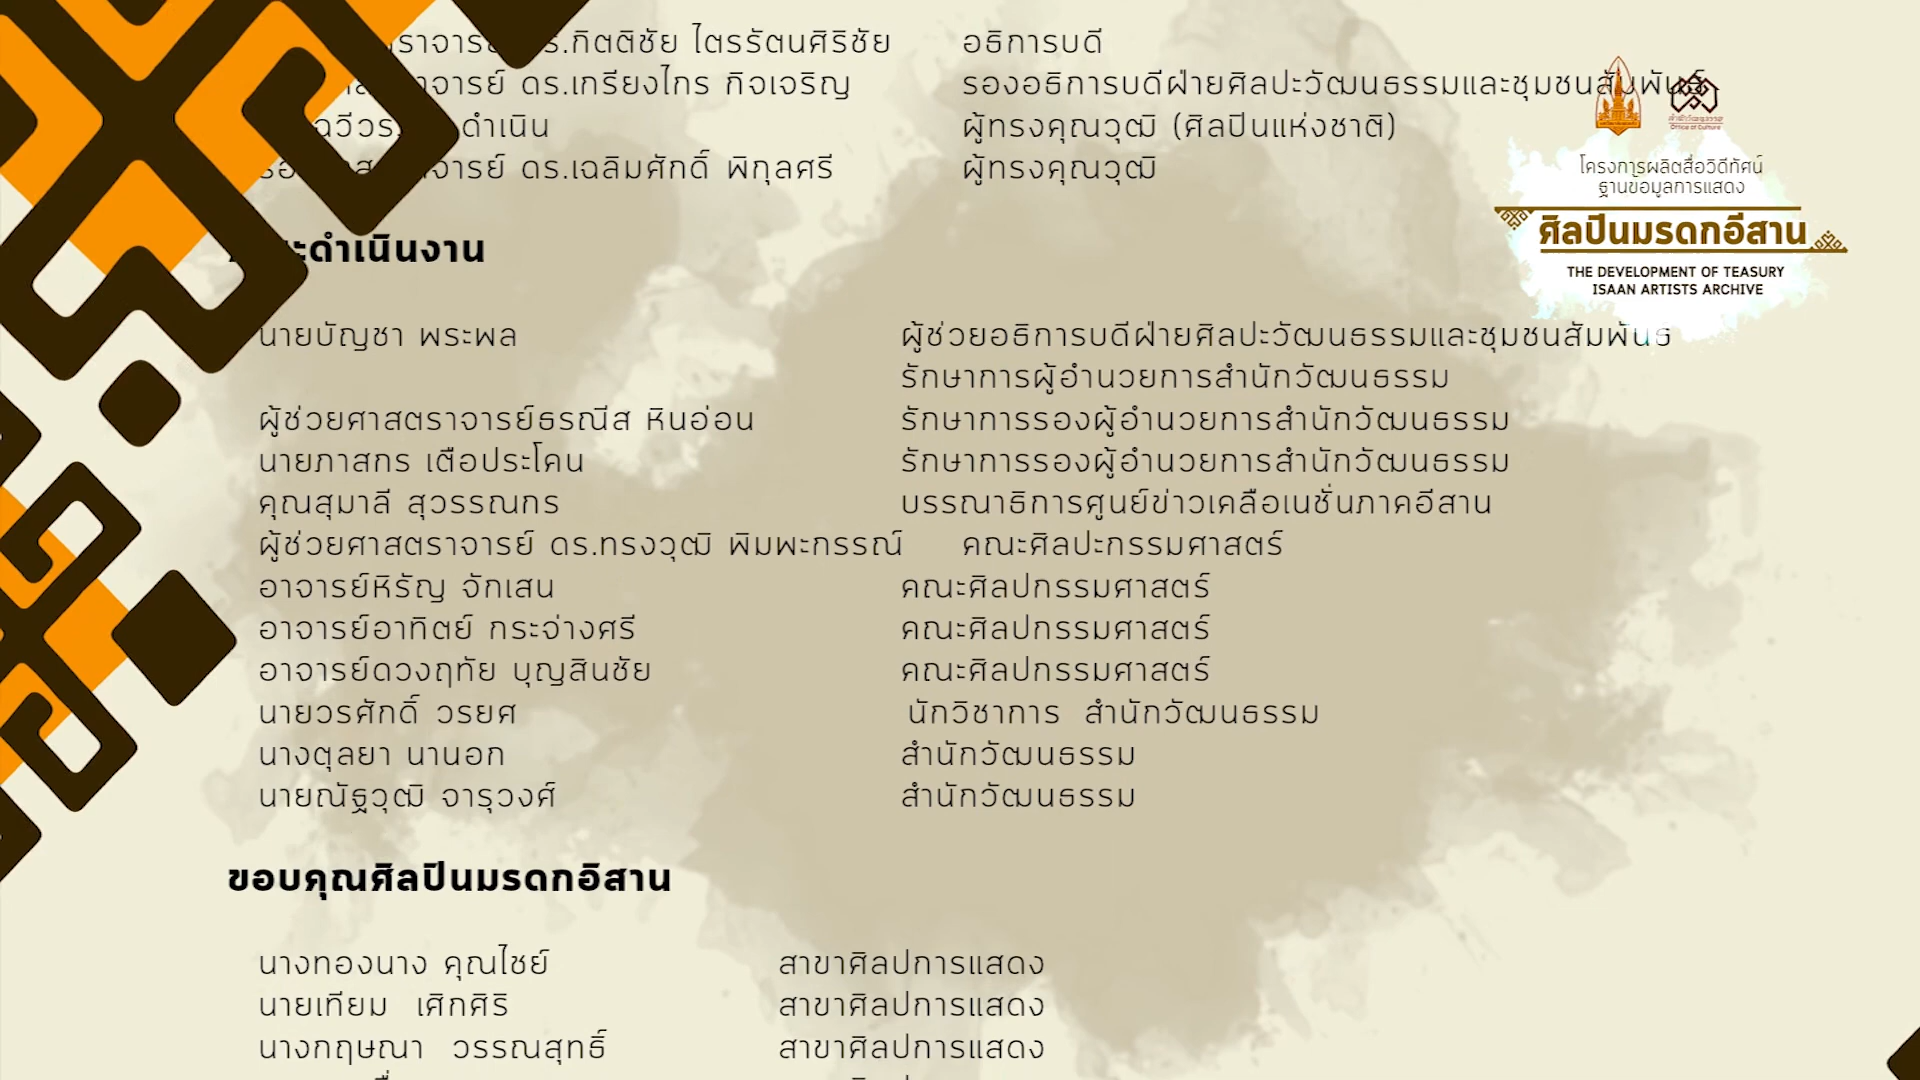 ดร.กิตติชัย ไตรรัตนศิริชัย อธิการบดี
ดร.เกรียงไกร กิจเจริญ รองอธิการบดีฝ่ายศิลปะวัฒนธรรมและชุมชนสัมพันธ์
ดำเนิน ผู้ทรงคุณวุฒิ (ศิลปินแห่งชาติ)
ดร.เฉลิมศักดิ์ พิกุลศรี ผู้ทรงคุณวุฒิ
โครงการผลิตสื่อวิดีทัศน์
ฐานข้อมูลการแสดง
ศิลปินมรดกอีสาน
THE DEVELOPMENT OF TEASURY
ISAAN ARTISTS ARCHIVE
สำนักวัฒนธรรม
Office of Culture
ดำเนินงาน
นายบัญชา พระพล ผู้ช่วยอธิการบดีฝ่ายศิลปะวัฒนธรรมและชุมชนสัมพันธ์
รักษาการผู้อำนวยการสำนักวัฒนธรรม
ผู้ช่วยศาสตราจารย์ธรณีส หินอ่อน รักษาการรองผู้อำนวยการสำนักวัฒนธรรม
นายภาสกร เตือประโคน รักษาการรองผู้อำนวยการสำนักวัฒนธรรม
คุณสุมาลี สุวรรณกร บรรณาธิการศูนย์ข่าวเคลือเนชั่นภาคอีสาน
ผู้ช่วยศาสตราจารย์ ดร.ทรงวุฒิ พิมพะกรรณ์ คณะศิลปะกรรมศาสตร์
อาจารย์หิรัญ จักเสน คณะศิลปกรรมศาสตร์
อาจารย์อาทิตย์ กระจ่างศรี คณะศิลปกรรมศาสตร์
อาจารย์ดวงฤทัย บุญสินชัย คณะศิลปกรรมศาสตร์
นายวรศักดิ์ วรยศ นักวิชาการ สำนักวัฒนธรรม
นางตุลยา นานอก สำนักวัฒนธรรม
นายณัฐวุฒิ จารุวงศ์ สำนักวัฒนธรรม
ขอบคุณศิลปินมรดกอิสาน
นางทองนาง คุณไชย์ สาขาศิลปการแสดง
นายเทียม เศิกศิริ สาขาศิลปการแสดง
นางกฤษณา วรรณสุทธิ์ สาขาศิลปการแสดง